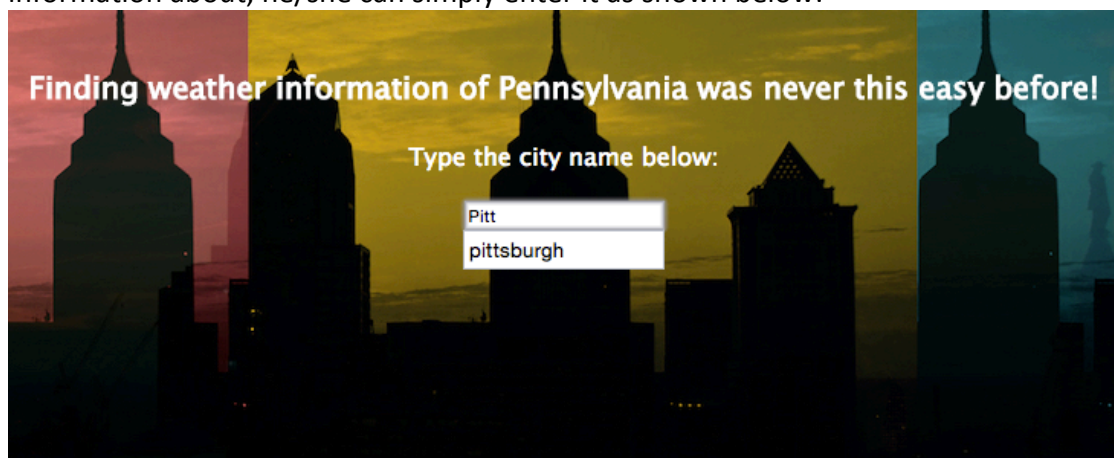 information about, he/she can simply enter it as shown below:
Finding weather information of Pennsylvania was never this easy before!
Type the city name below:
Pitt
pittsburgh